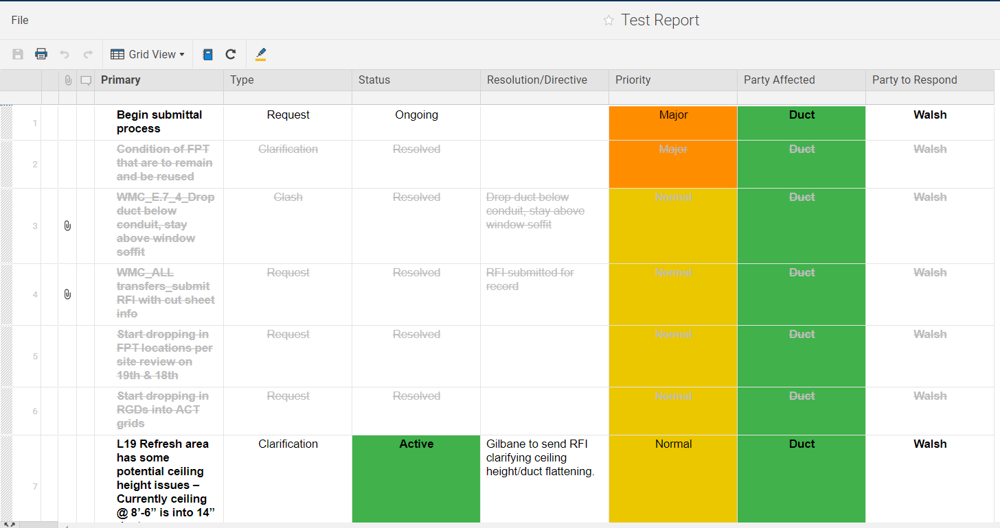 File
Test Report
Grid View
Primary Type Status Resolution/Directive Priority Party Affected Party to Respond
1
Begin submittal
process
Request
Ongoing
Major
Duct
Walsh
2
Condition of FPT
that are to remain
and be reused
Clarification
Resolved
Major
Duct
Walsh
3
WMC_E.7_4_Drop
duct below
conduit, stay
above window
soffit
Clash
Resolved
Drop duct below
conduit, stay above
window soffit
Normal
Duct
Walsh
4
WMC_ALL
transfers_submit
RFI with cut sheet
info
Request
Resolved
RFI submitted for
record
Normal
Duct
Walsh
5
Start dropping in
FPT locations per
site review on
19th & 18th
Request
Resolved
Normal
Duct
Walsh
6
Start dropping in
RGDs into ACT
grids
Request
Resolved
Normal
Duct
Walsh
7
L19 Refresh area
has some
potential ceiling
height issues –
Currently ceiling
@ 8’-6” is into 14”
Clarification
Active
Gilbane to send RFI
clarifying ceiling
height/duct flattening.
Normal
Duct
Walsh